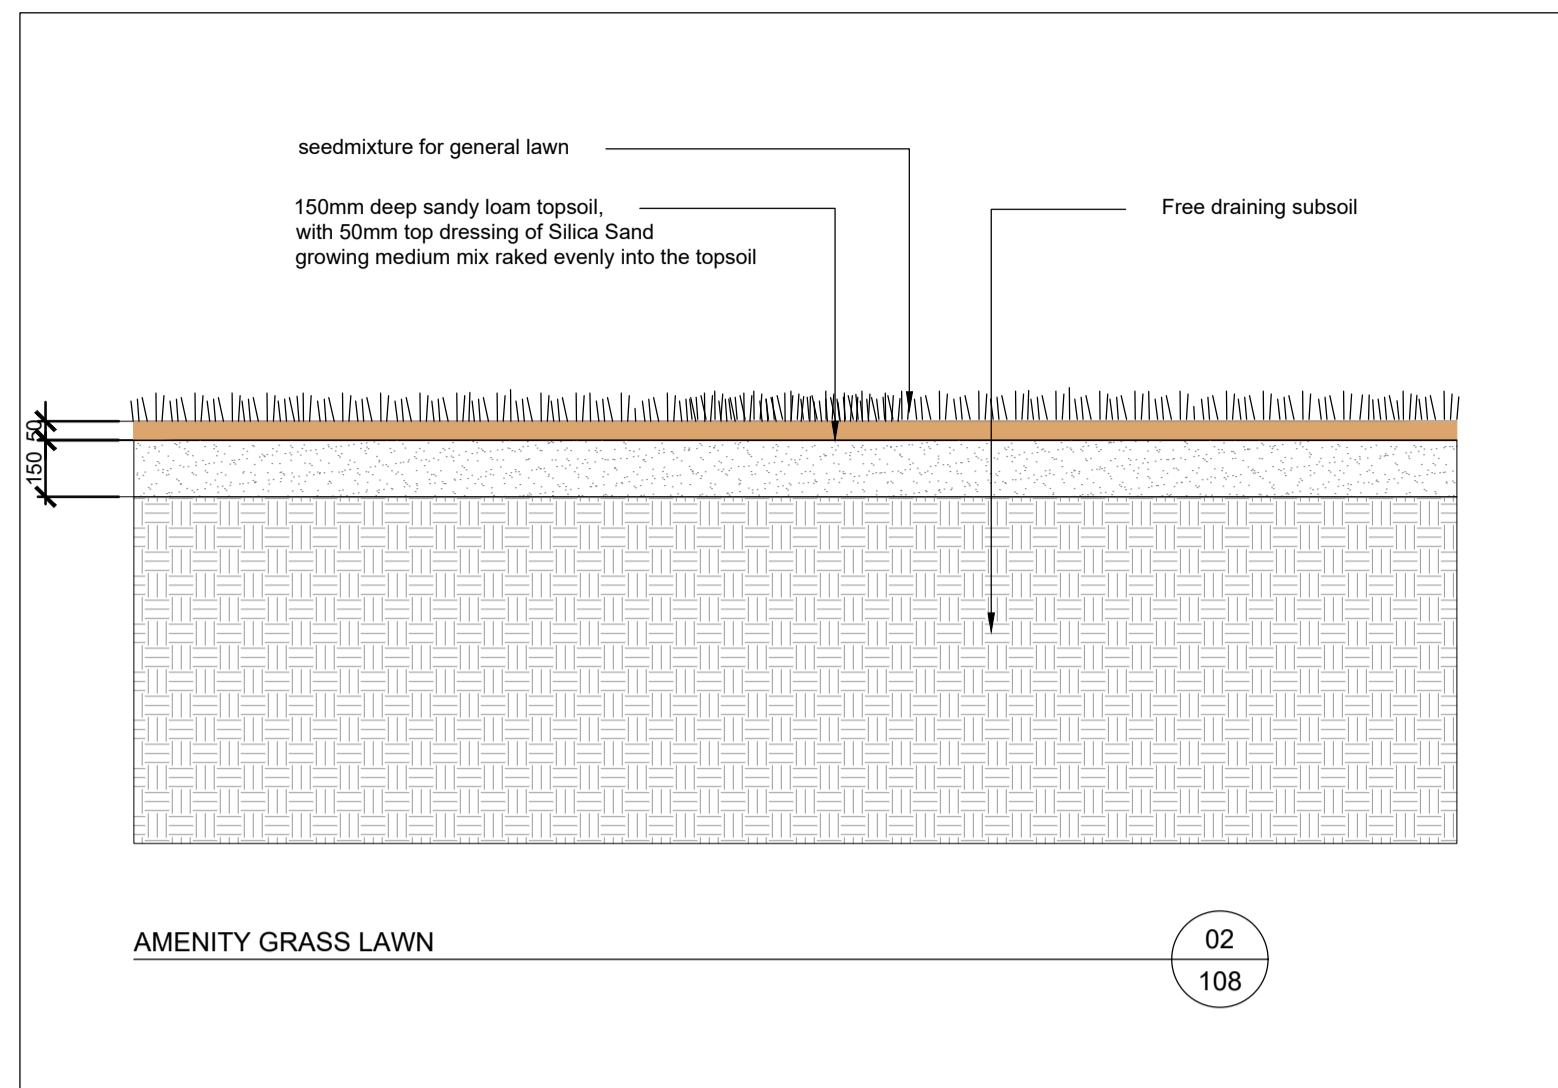 seedmixture for general lawn
150mm deep sandy loam topsoil,
with 50mm top dressing of Silica Sand
growing medium mix raked evenly into the topsoil
Free draining subsoil
50
150
AMENITY GRASS LAWN
02
108